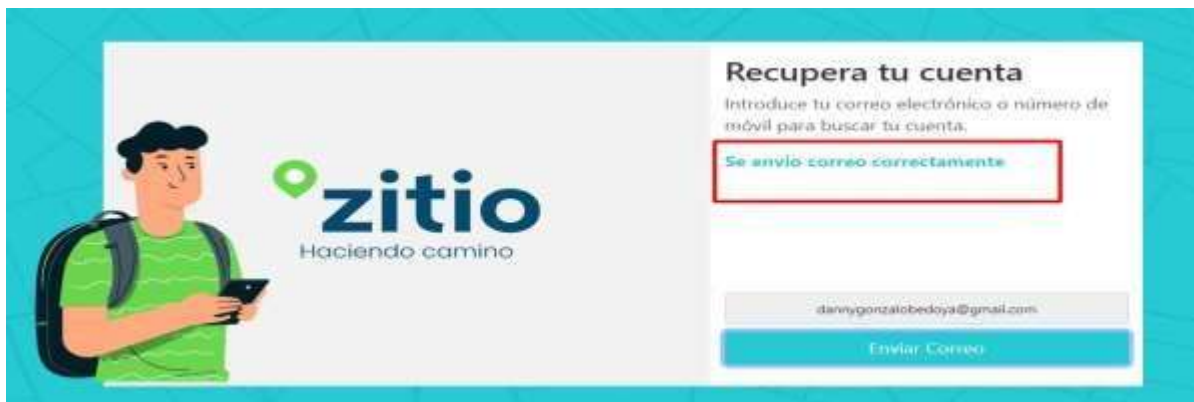 Recupera tu cuenta
Introduce tu correo electrónico o número de
móvil para buscar tu cuenta.
Se envio correo correctamente
zitio
Haciendo camino
dannygonzalobedoya@gmail.com
Enviar Correo